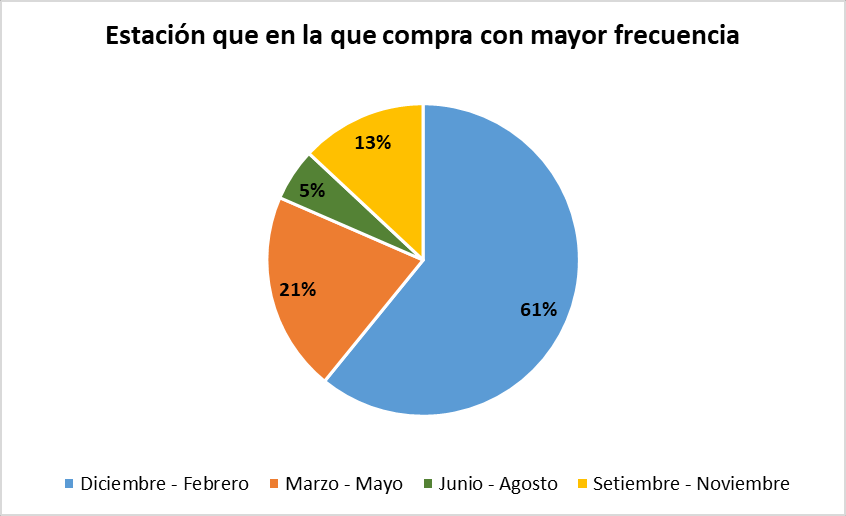 Estación que en la que compra con mayor frecuencia
13%
5%
21%
61%
Diciembre - Febrero
Marzo - Mayo
Junio - Agosto
Setiembre - Noviembre